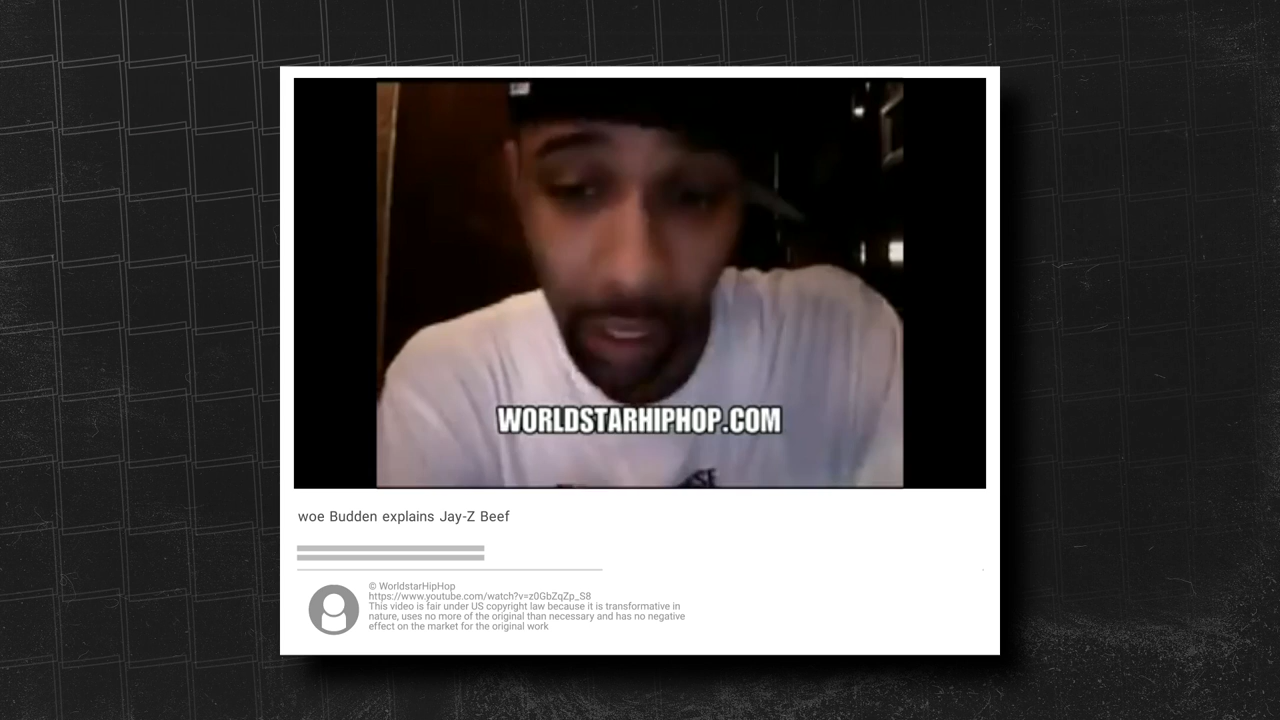 WORLDSTARHIPHOP.COM
woe Budden explains Jay-Z Beef
© WorldstarHipHop
https://www.youtube.com/watch?v=z0GbZqZp_S8
This video is fair under US copyright law because it is transformative in
nature, uses no more of the original than necessary and has no negative
effect on the market for the original work